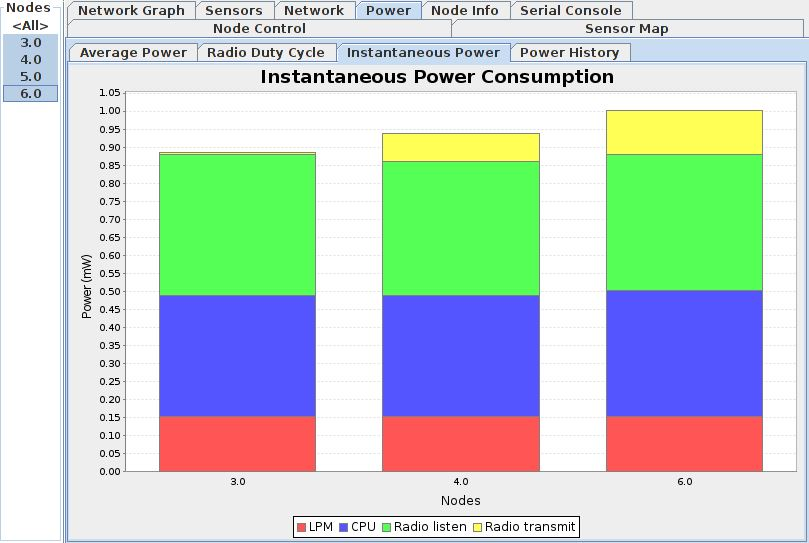 Nodes
<All>
3.0
4.0
5.0
6.0
Network Graph Sensors Network Power Node Info Serial Console
Node Control Sensor Map
Average Power Radio Duty Cycle Instantaneous Power Power History
Instantaneous Power Consumption
1.05
1.00
0.95
0.90
0.85
0.80
0.75
0.70
0.65
0.60
0.55
0.50
0.45
0.40
0.35
0.30
0.25
0.20
0.15
0.10
0.05
0.00
Power (mW)
3.0 4.0 6.0
Nodes
LPM CPU Radio listen Radio transmit